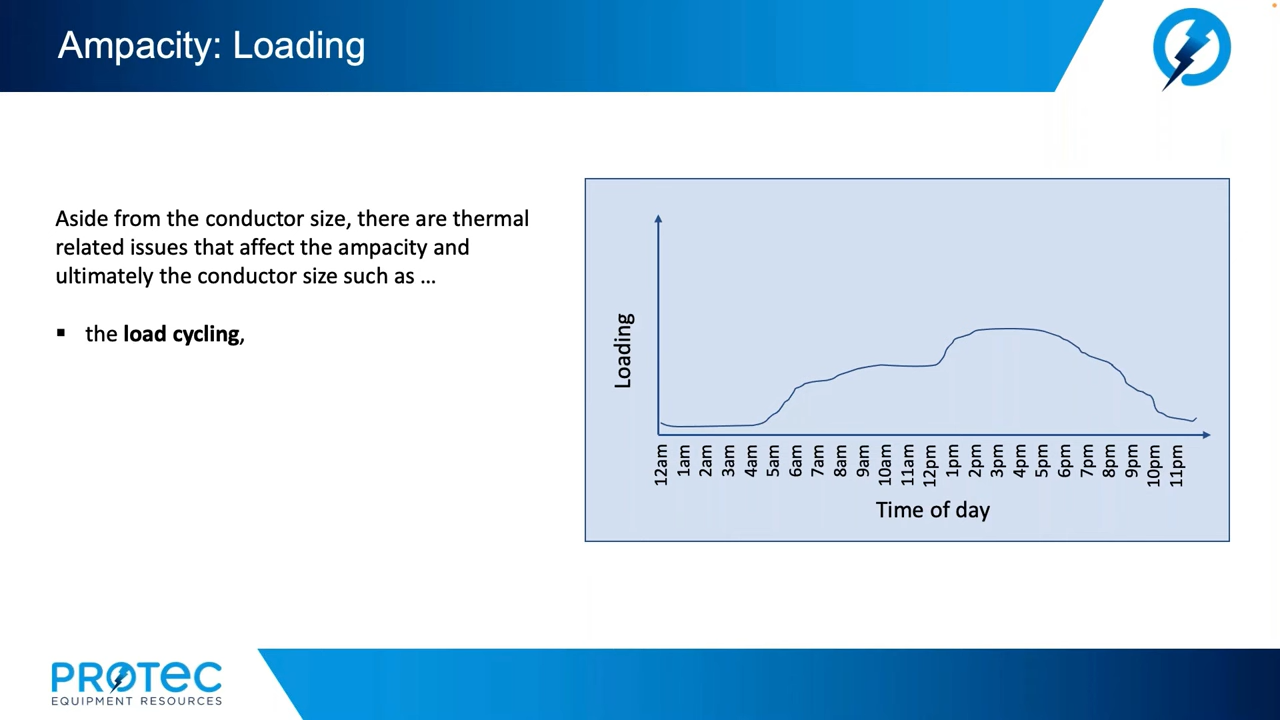 Ampacity: Loading
Aside from the conductor size, there are thermal
related issues that affect the ampacity and
ultimately the conductor size such as …
▪ the load cycling,
Loading
12am 1am 2am 3am 4am 5am 6am 7am 8am 9am 10am 11am 12pm 1pm 2pm 3pm 4pm 5pm 6pm 7pm 8pm 9pm 10pm 11pm
Time of day
PROTEC
EQUIPMENT RESOURCES